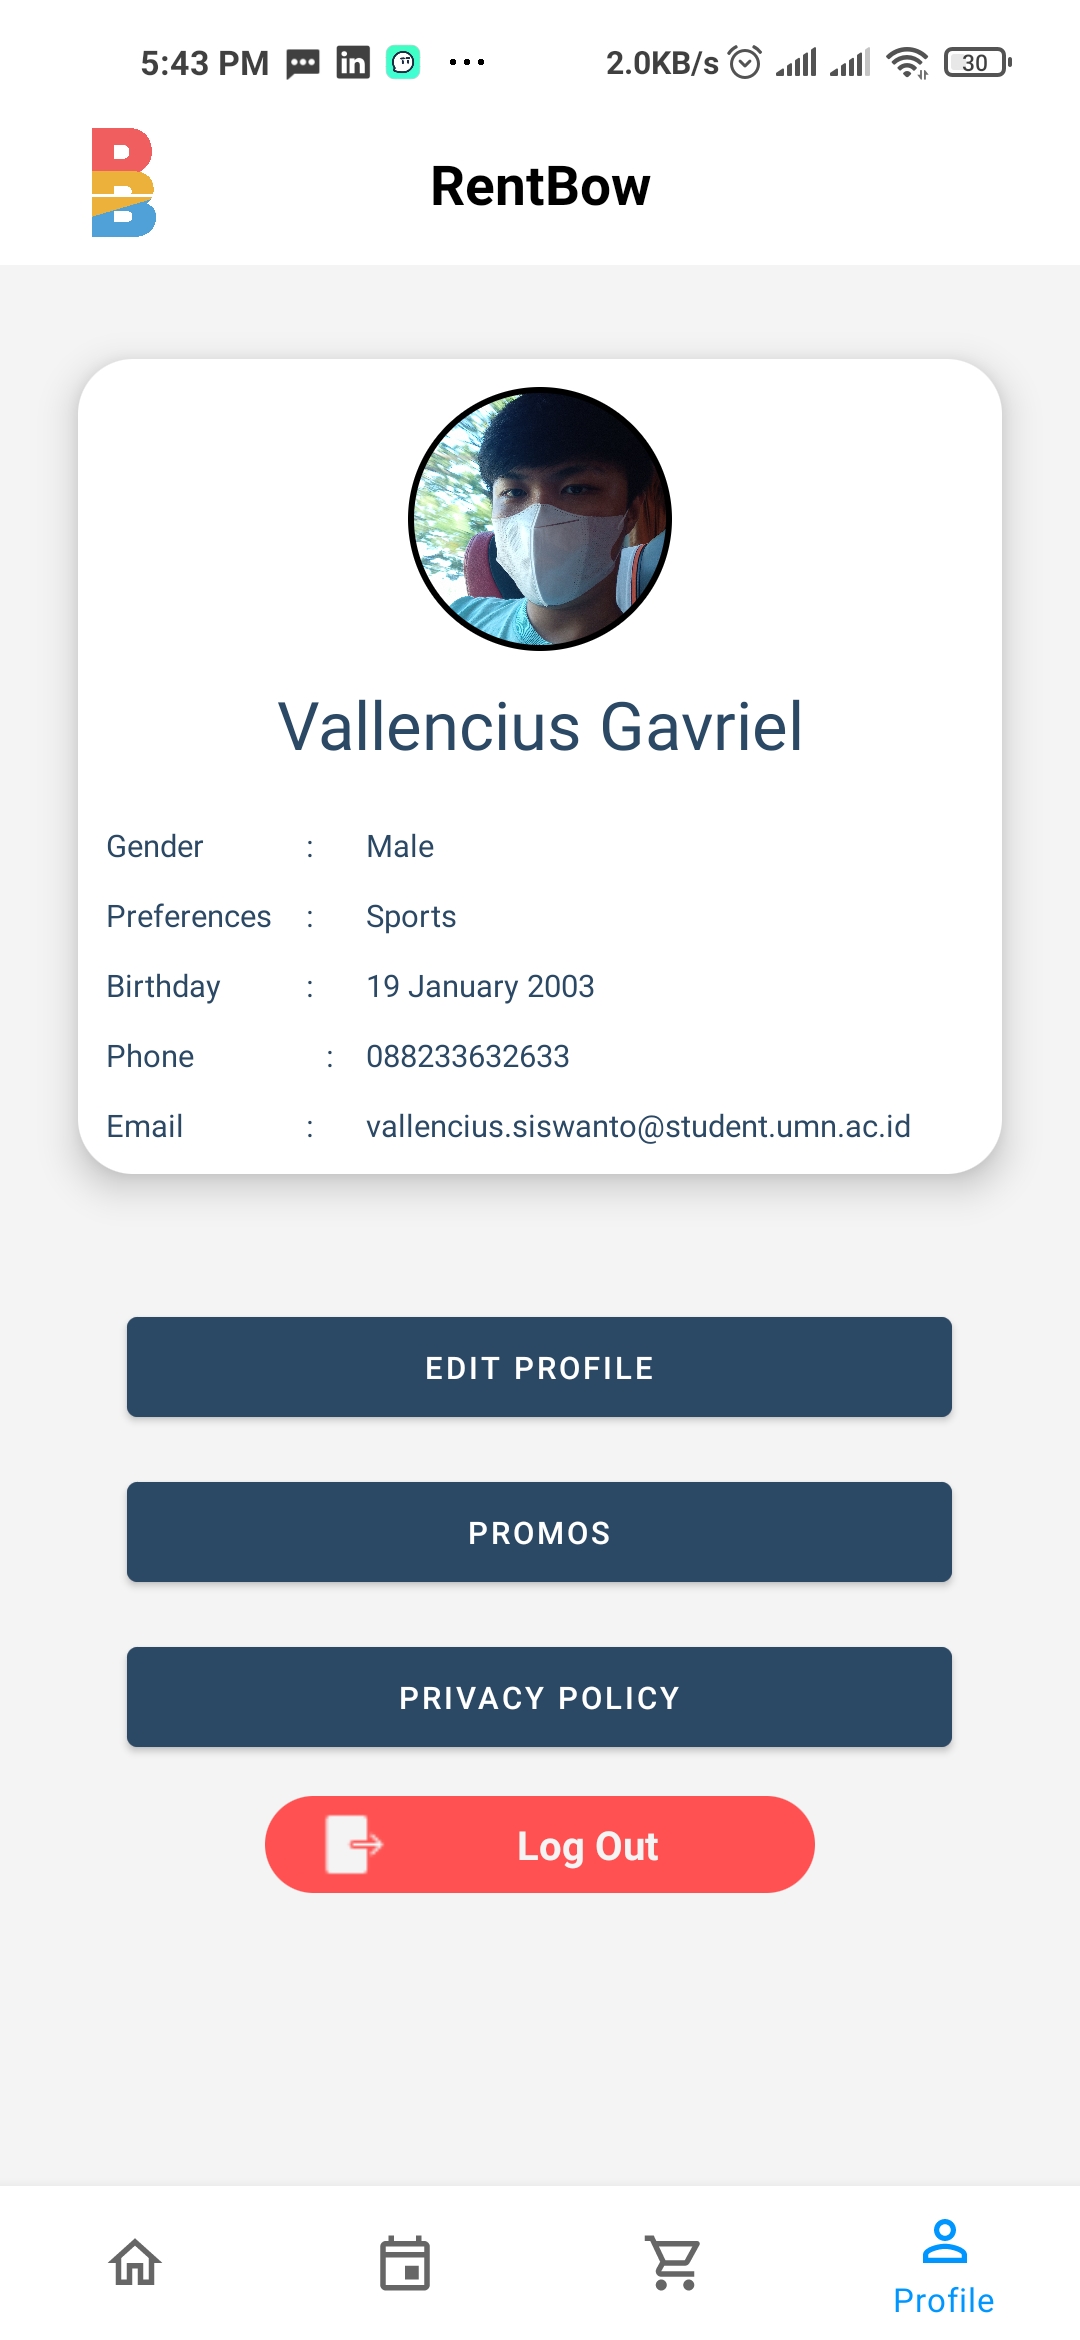 5:43 PM 2.0KB/s 30
RentBow
Vallencius Gavriel
Gender : Male
Preferences : Sports
Birthday : 19 January 2003
Phone : 088233632633
Email : vallencius.siswanto@student.umn.ac.id
EDIT PROFILE
PROMOS
PRIVACY POLICY
Log Out
Profile